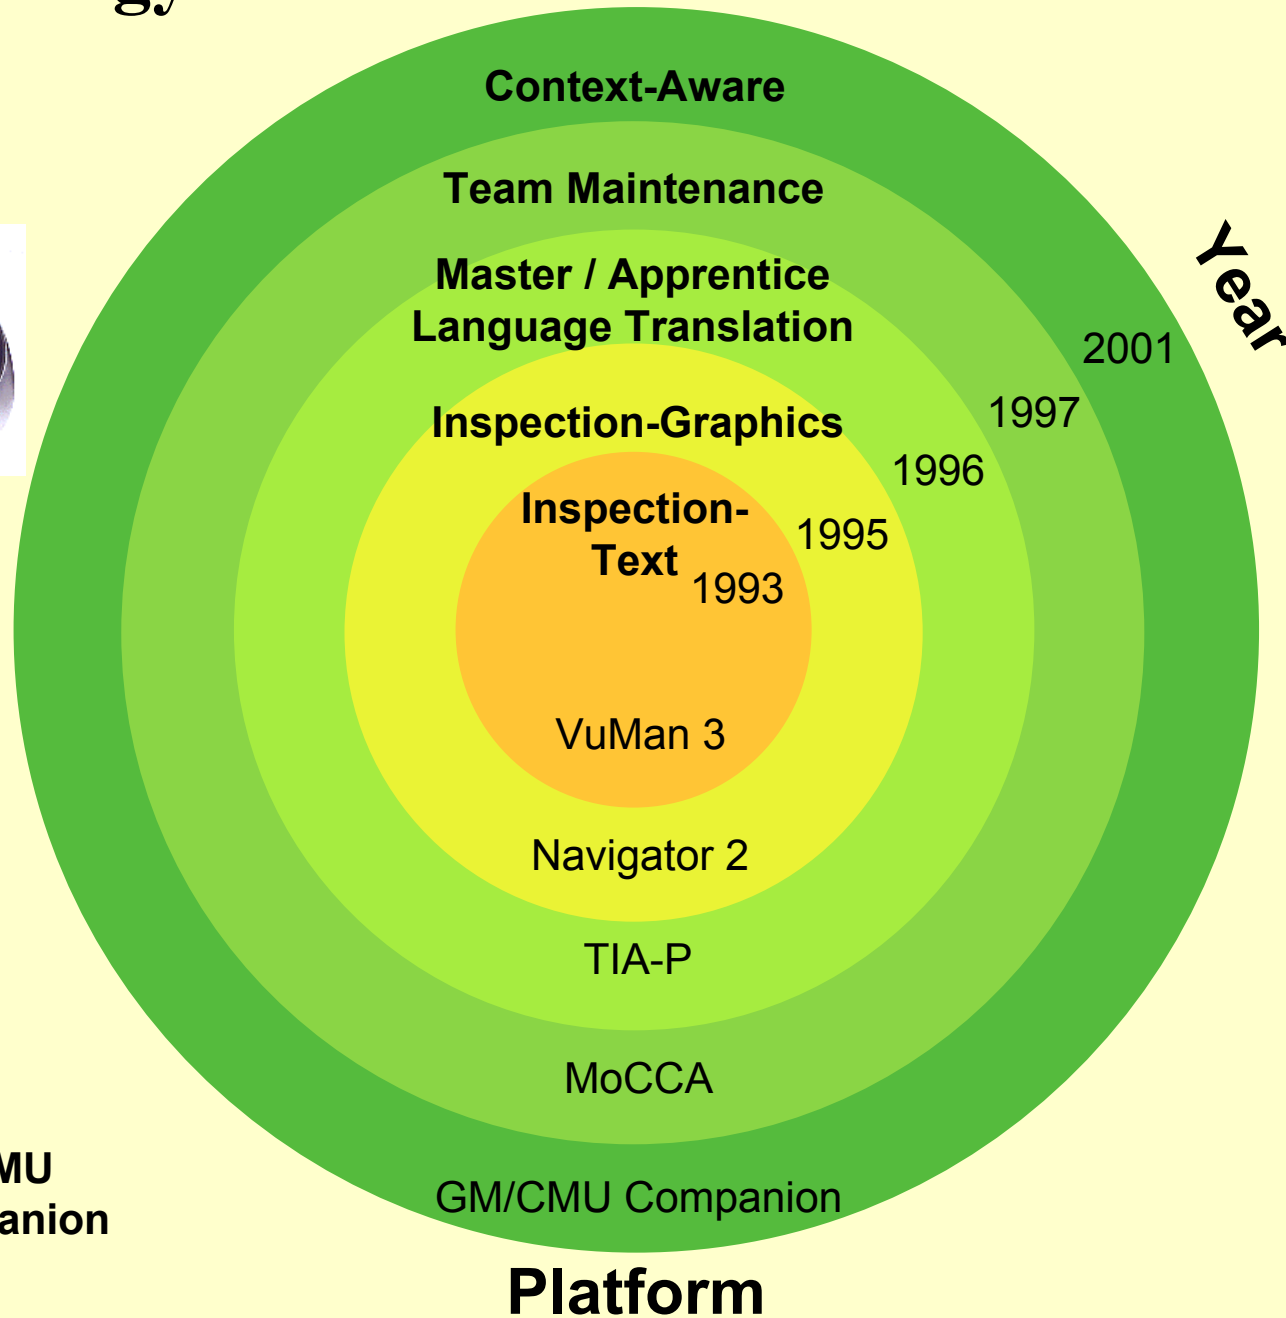 gy
Context-Aware
Team Maintenance
Master / Apprentice
Language Translation
Inspection-Graphics
Inspection-
Text
Year
2001
1997
1996
1995
1993
VuMan 3
Navigator 2
TIA-P
MoCCA
GM/CMU Companion
MU
anion
Platform